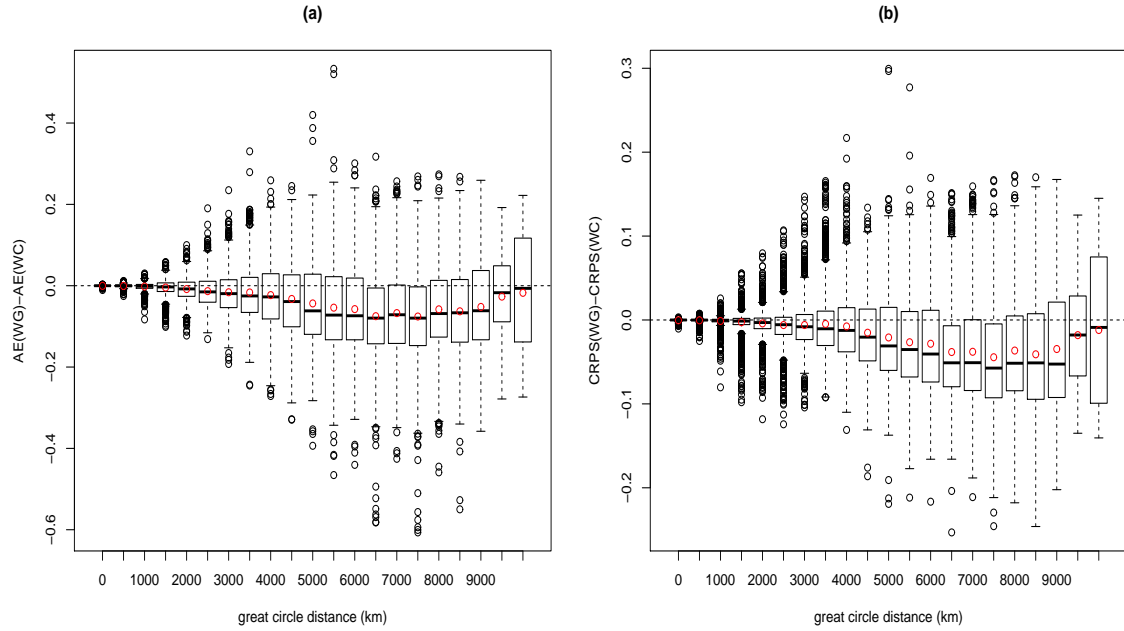 (a)
AE(WG)−AE(WC)
0.4
0.2
0.0
−0.2
−0.4
−0.6
0 1000 2000 3000 4000 5000 6000 7000 8000 9000
great circle distance (km)
(b)
CRPS(WG)−CRPS(WC)
0.3
0.2
0.1
0.0
−0.1
−0.2
0 1000 2000 3000 4000 5000 6000 7000 8000 9000
great circle distance (km)